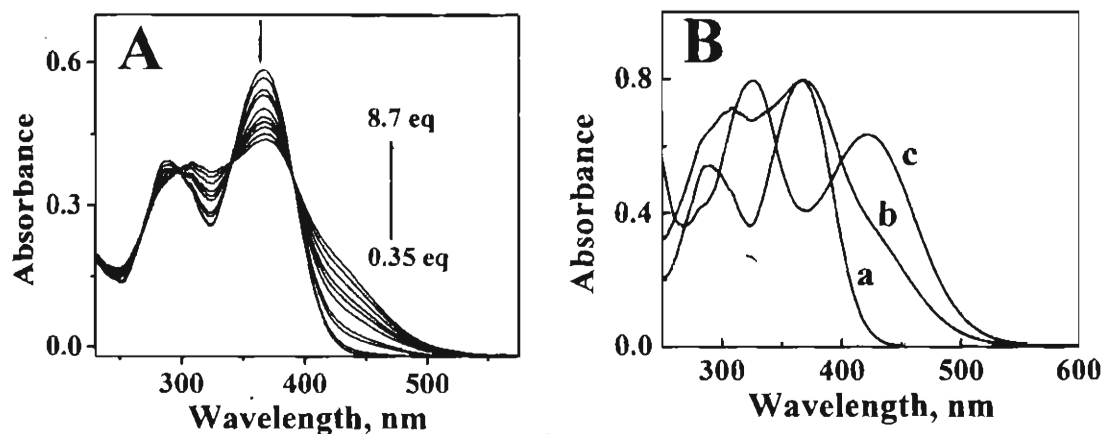 A
0.6
0.3
0.0
Absorbance
8.7 eq
0.35 eq
300
400
500
Wavelength, nm
B
0.8
0.4
0.0
Absorbance
a
b
c
300
400
500
600
Wavelength, nm